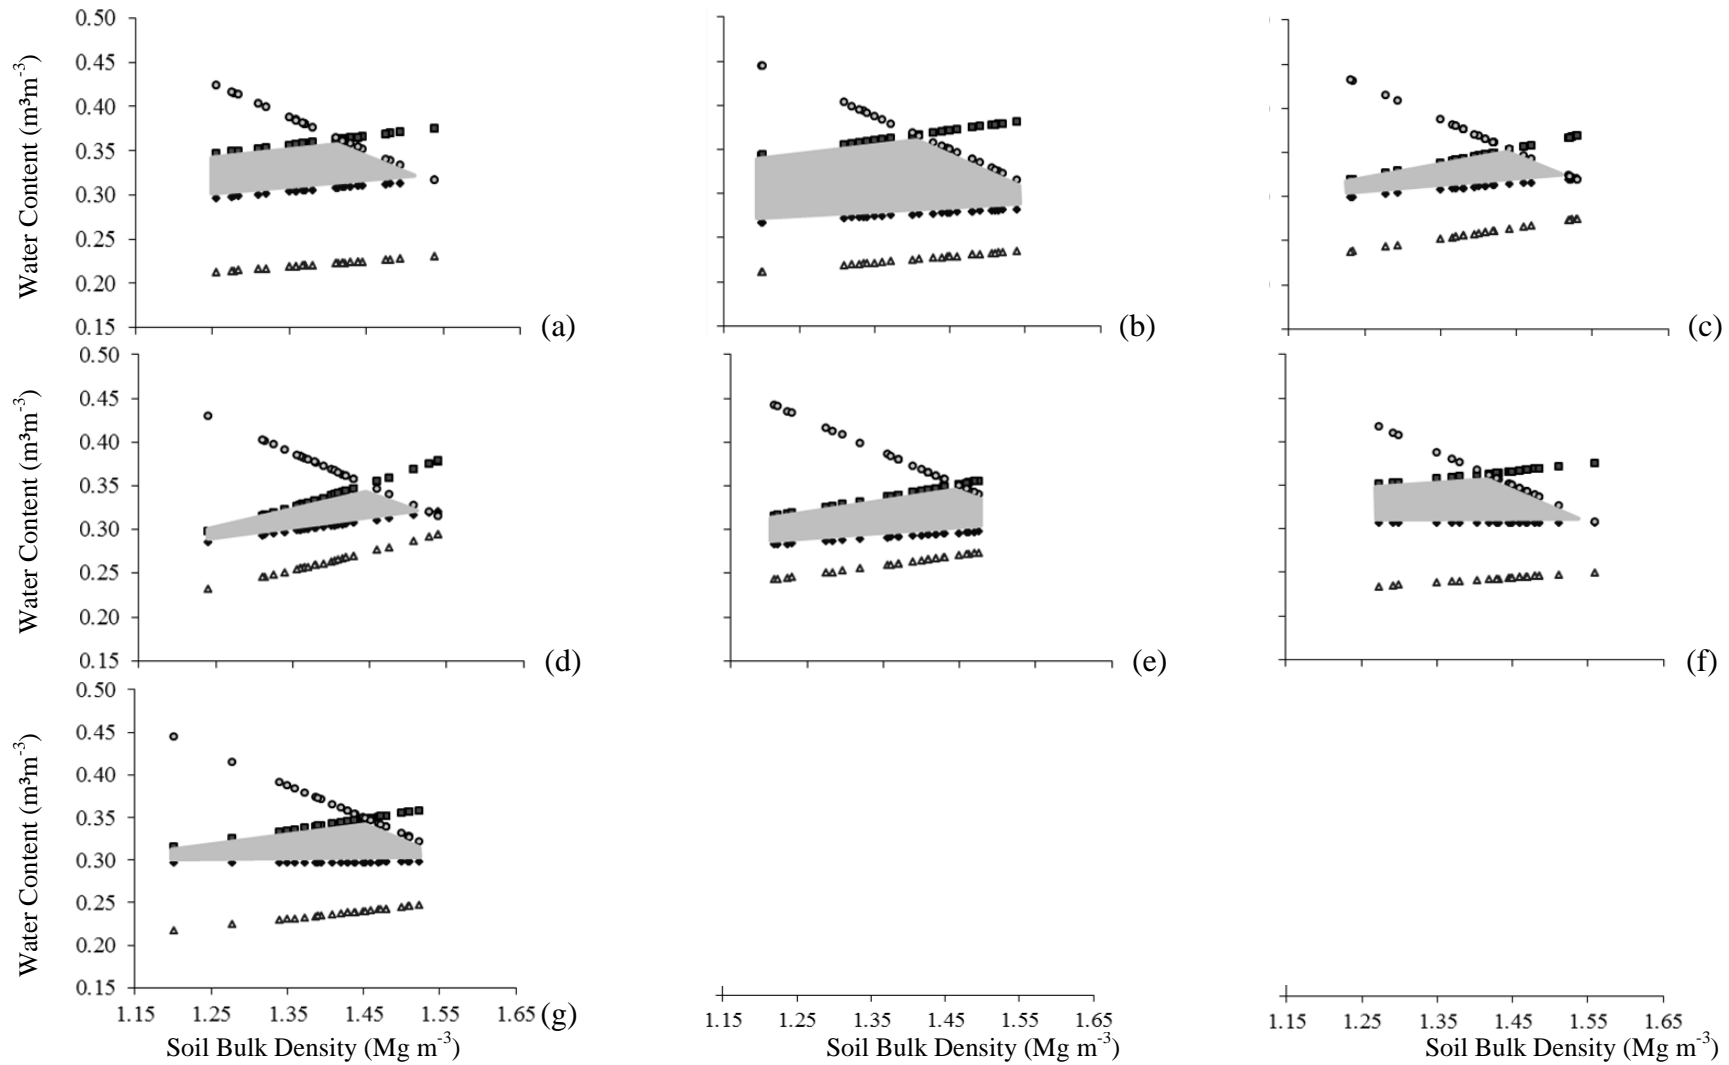 0.50
0.45
0.40
0.35
0.30
0.25
0.20
0.15
Water Content (m³m⁻³)
(a)
(b)
(c)
0.50
0.45
0.40
0.35
0.30
0.25
0.20
0.15
Water Content (m³m⁻³)
(d)
(e)
(f)
0.50
0.45
0.40
0.35
0.30
0.25
0.20
0.15
Water Content (m³m⁻³)
1.15 1.25 1.35 1.45 1.55 1.65 (g)
Soil Bulk Density (Mg m⁻³)
1.15 1.25 1.35 1.45 1.55 1.65
Soil Bulk Density (Mg m⁻³)
1.15 1.25 1.35 1.45 1.55 1.65
Soil Bulk Density (Mg m⁻³)